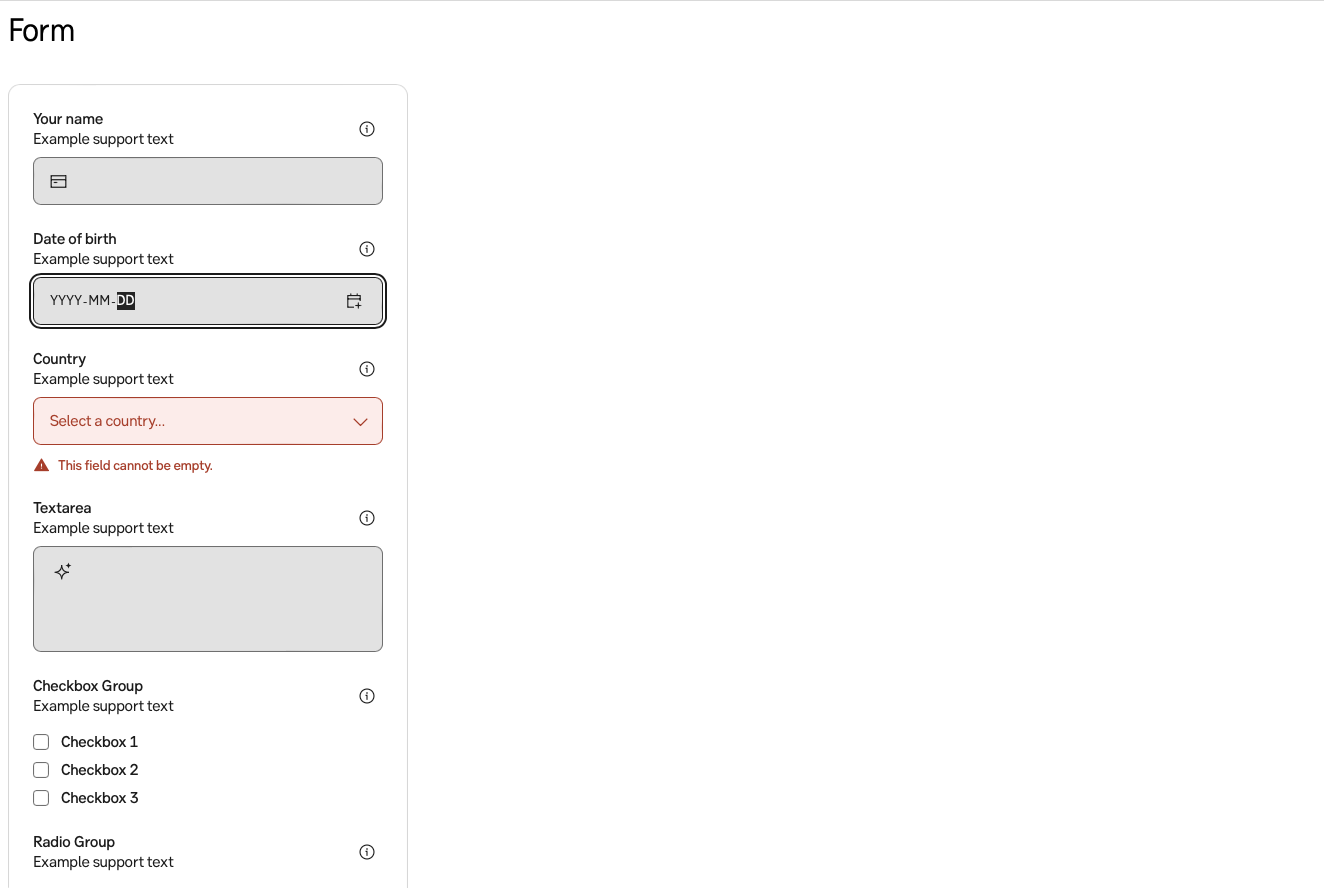 Form
Your name
Example support text
Date of birth
Example support text
YYYY-MM-DD
Country
Example support text
Select a country...
This field cannot be empty.
Textarea
Example support text
Checkbox Group
Example support text
Checkbox 1
Checkbox 2
Checkbox 3
Radio Group
Example support text